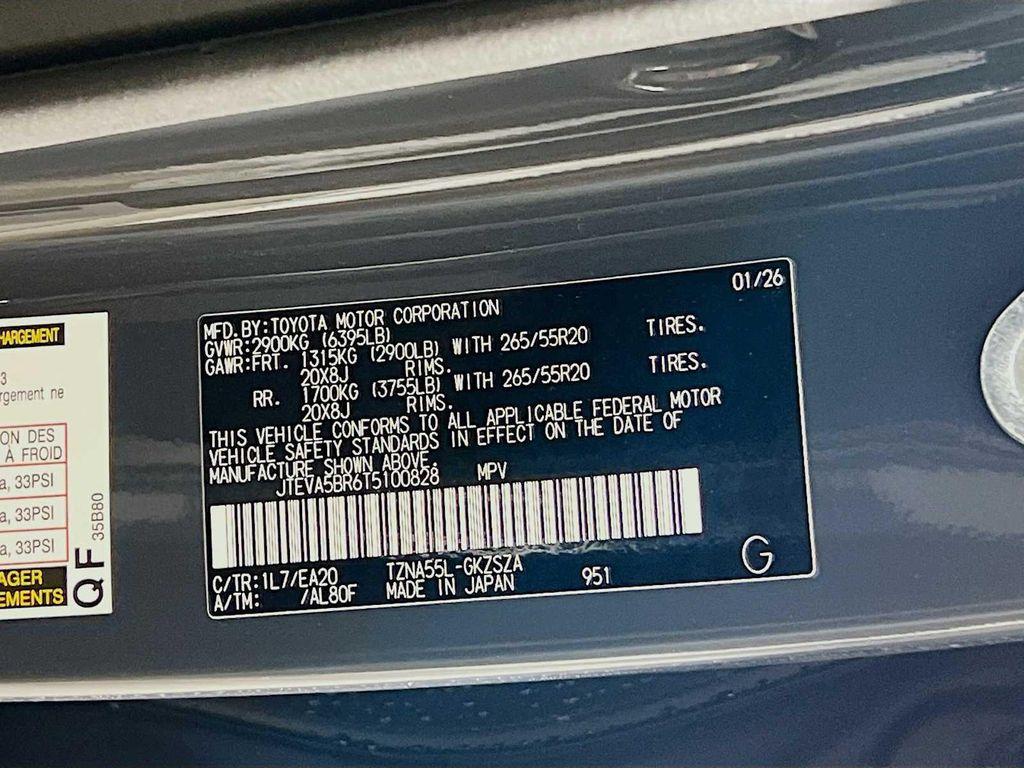 HARGEMENT
3
rgement ne
ON DES
À FROID
a, 33PSI
a, 33PSI
a, 33PSI
AGER
EMENTS
QF
35B80
01/26
MFD. BY:TOYOTA MOTOR CORPORATION
GVWR:2900KG (6395LB)
GAWR:FRT. 1315KG (2900LB) WITH 265/55R20 TIRES.
20X8J RIMS.
RR. 1700KG (3755LB) WITH 265/55R20 TIRES.
20X8J RIMS.
THIS VEHICLE CONFORMS TO ALL APPLICABLE FEDERAL MOTOR
VEHICLE SAFETY STANDARDS IN EFFECT ON THE DATE OF
MANUFACTURE SHOWN ABOVE.
JTEVA5BR6T5100828 MPV
C/TR:1L7/EA20 TZNA55L-GKZSZA
A/TM: /AL80F MADE IN JAPAN 951 G